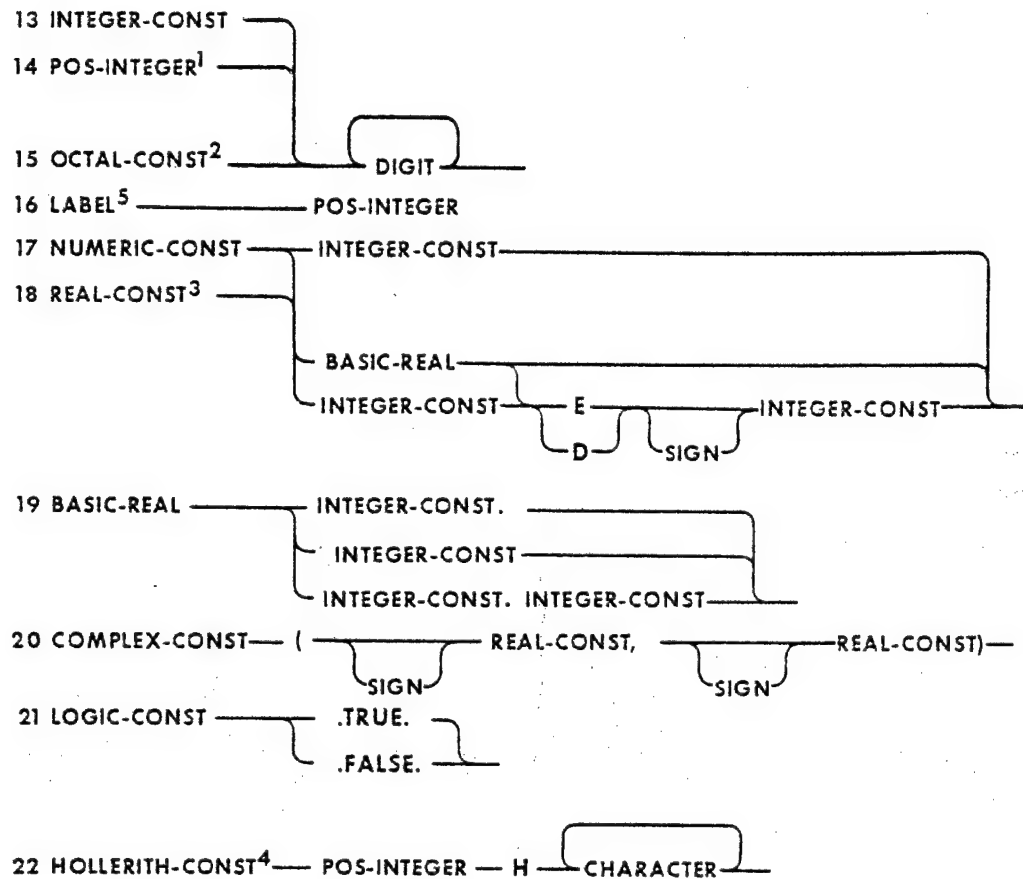 13 INTEGER-CONST
14 POS-INTEGER1
15 OCTAL-CONST2 DIGIT
16 LABEL5 POS-INTEGER
17 NUMERIC-CONST INTEGER-CONST
18 REAL-CONST3
BASIC-REAL
INTEGER-CONST E INTEGER-CONST
D SIGN
19 BASIC-REAL INTEGER-CONST.
INTEGER-CONST
INTEGER-CONST. INTEGER-CONST
20 COMPLEX-CONST ( REAL-CONST, REAL-CONST)
SIGN SIGN
21 LOGIC-CONST .TRUE.
.FALSE.
22 HOLLERITH-CONST4 POS-INTEGER H CHARACTER